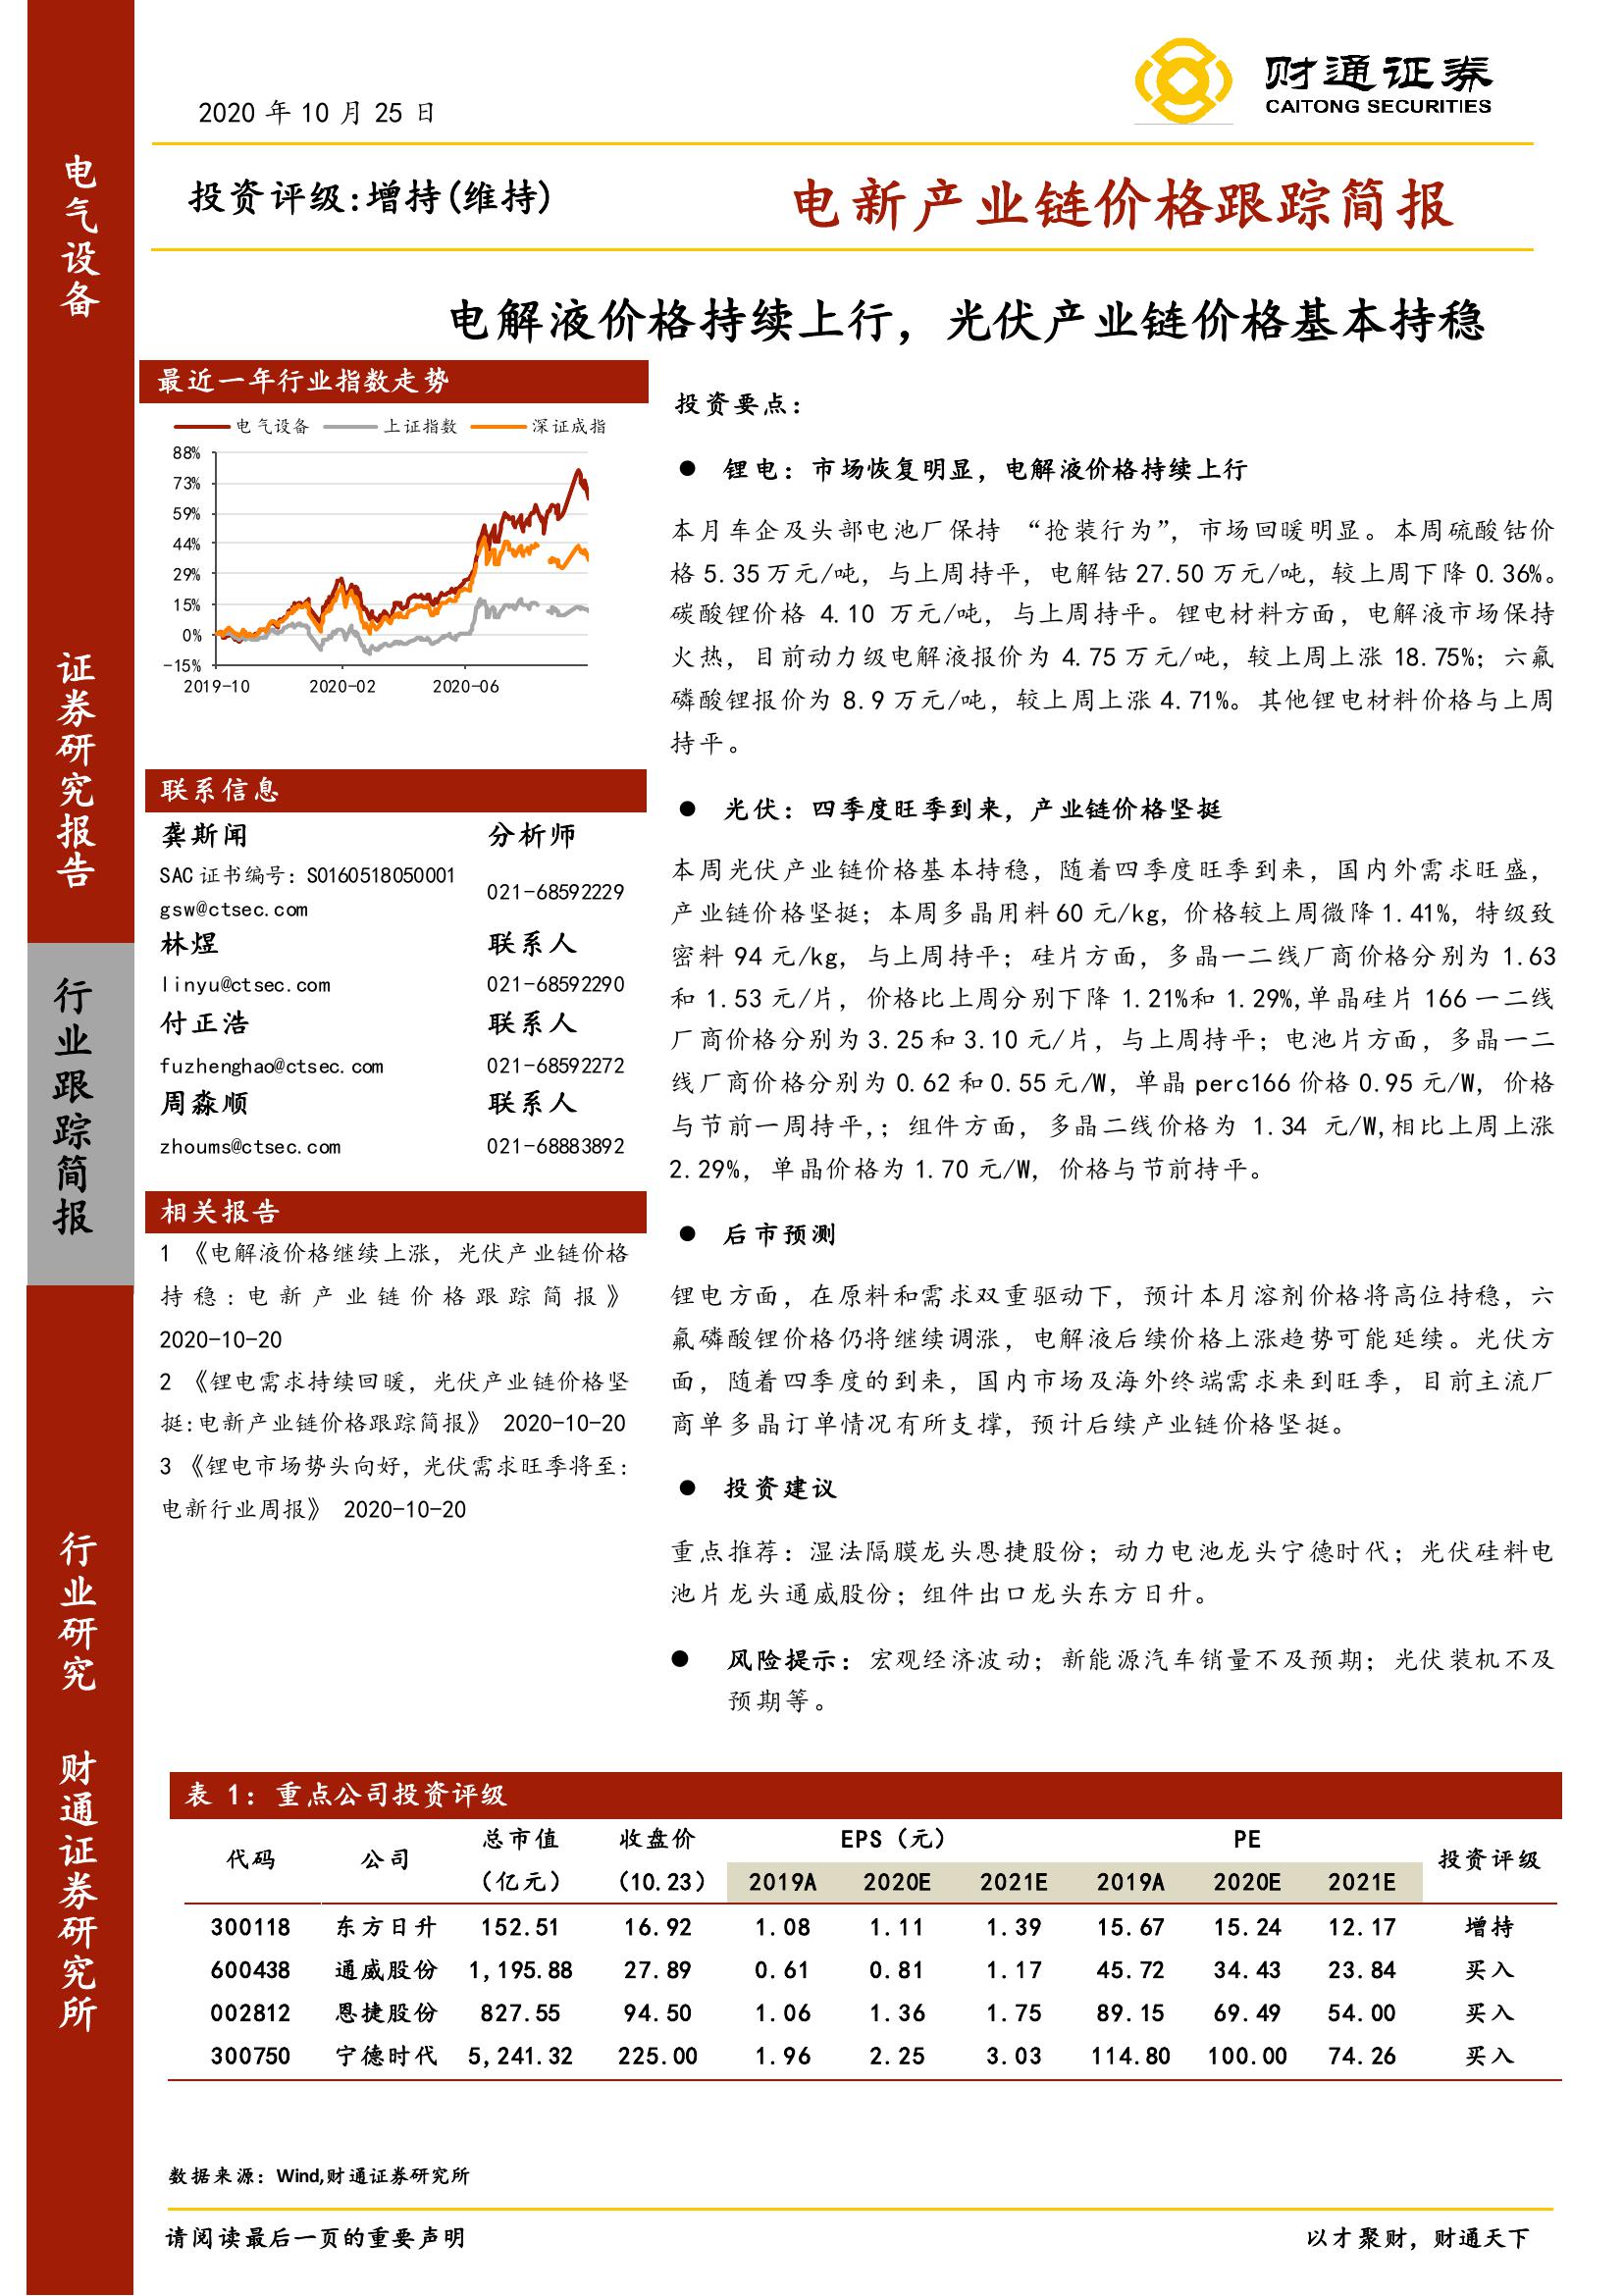 财通证券
CAITONG SECURITIES
2020 年 10 月 25 日
投资评级:增持(维持)
电新产业链价格跟踪简报
电气设备
证券研究报告
行业跟踪简报
行业研究
财通证券研究所
电解液价格持续上行，光伏产业链价格基本持稳
最近一年行业指数走势
电气设备 上证指数 深证成指
88%
73%
59%
44%
29%
15%
0%
-15%
2019-10 2020-02 2020-06
联系信息
龚斯闻 分析师
SAC 证书编号：S0160518050001
021-68592229
gsw@ctsec.com
林煜 联系人
linyu@ctsec.com 021-68592290
付正浩 联系人
fuzhenghao@ctsec.com 021-68592272
周淼顺 联系人
zhoums@ctsec.com 021-68883892
相关报告
1 《电解液价格继续上涨，光伏产业链价格
持稳:电新产业链价格跟踪简报》
2020-10-20
2 《锂电需求持续回暖，光伏产业链价格坚
挺:电新产业链价格跟踪简报》 2020-10-20
3 《锂电市场势头向好，光伏需求旺季将至:
电新行业周报》 2020-10-20
投资要点：
● 锂电：市场恢复明显，电解液价格持续上行
本月车企及头部电池厂保持 “抢装行为”，市场回暖明显。本周硫酸钴价
格 5.35 万元/吨，与上周持平，电解钴 27.50 万元/吨，较上周下降 0.36%。
碳酸锂价格 4.10 万元/吨，与上周持平。锂电材料方面，电解液市场保持
火热，目前动力级电解液报价为 4.75 万元/吨，较上周上涨 18.75%；六氟
磷酸锂报价为 8.9 万元/吨，较上周上涨 4.71%。其他锂电材料价格与上周
持平。
● 光伏：四季度旺季到来，产业链价格坚挺
本周光伏产业链价格基本持稳，随着四季度旺季到来，国内外需求旺盛，
产业链价格坚挺；本周多晶用料 60 元/kg，价格较上周微降 1.41%，特级致
密料 94 元/kg，与上周持平；硅片方面，多晶一二线厂商价格分别为 1.63
和 1.53 元/片，价格比上周分别下降 1.21%和 1.29%,单晶硅片 166 一二线
厂商价格分别为 3.25 和 3.10 元/片，与上周持平；电池片方面，多晶一二
线厂商价格分别为 0.62 和 0.55 元/W，单晶 perc166 价格 0.95 元/W，价格
与节前一周持平,；组件方面，多晶二线价格为 1.34 元/W,相比上周上涨
2.29%，单晶价格为 1.70 元/W，价格与节前持平。
● 后市预测
锂电方面，在原料和需求双重驱动下，预计本月溶剂价格将高位持稳，六
氟磷酸锂价格仍将继续调涨，电解液后续价格上涨趋势可能延续。光伏方
面，随着四季度的到来，国内市场及海外终端需求来到旺季，目前主流厂
商单多晶订单情况有所支撑，预计后续产业链价格坚挺。
● 投资建议
重点推荐：湿法隔膜龙头恩捷股份；动力电池龙头宁德时代；光伏硅料电
池片龙头通威股份；组件出口龙头东方日升。
● 风险提示：宏观经济波动；新能源汽车销量不及预期；光伏装机不及
预期等。
表 1：重点公司投资评级
代码 公司 总市值（亿元） 收盘价（10.23） EPS（元） PE 投资评级
2019A 2020E 2021E 2019A 2020E 2021E
300118 东方日升 152.51 16.92 1.08 1.11 1.39 15.67 15.24 12.17 增持
600438 通威股份 1,195.88 27.89 0.61 0.81 1.17 45.72 34.43 23.84 买入
002812 恩捷股份 827.55 94.50 1.06 1.36 1.75 89.15 69.49 54.00 买入
300750 宁德时代 5,241.32 225.00 1.96 2.25 3.03 114.80 100.00 74.26 买入
数据来源：Wind,财通证券研究所
请阅读最后一页的重要声明 以才聚财，财通天下